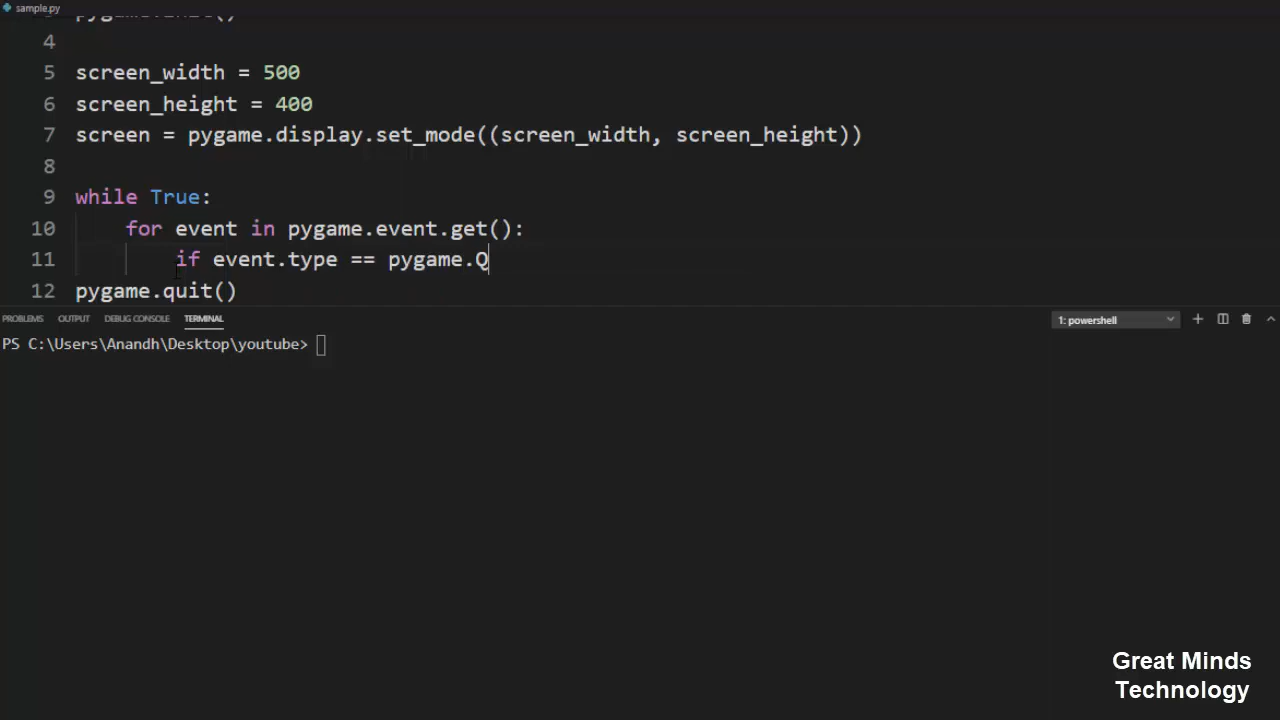 sample.py
4
5 screen_width = 500
6 screen_height = 400
7 screen = pygame.display.set_mode((screen_width, screen_height))
8
9 while True:
10 for event in pygame.event.get():
11 if event.type == pygame.Q
12 pygame.quit()
PROBLEMS OUTPUT DEBUG CONSOLE TERMINAL 1: powershell
PS C:\Users\Anandh\Desktop\youtube>
Great Minds
Technology